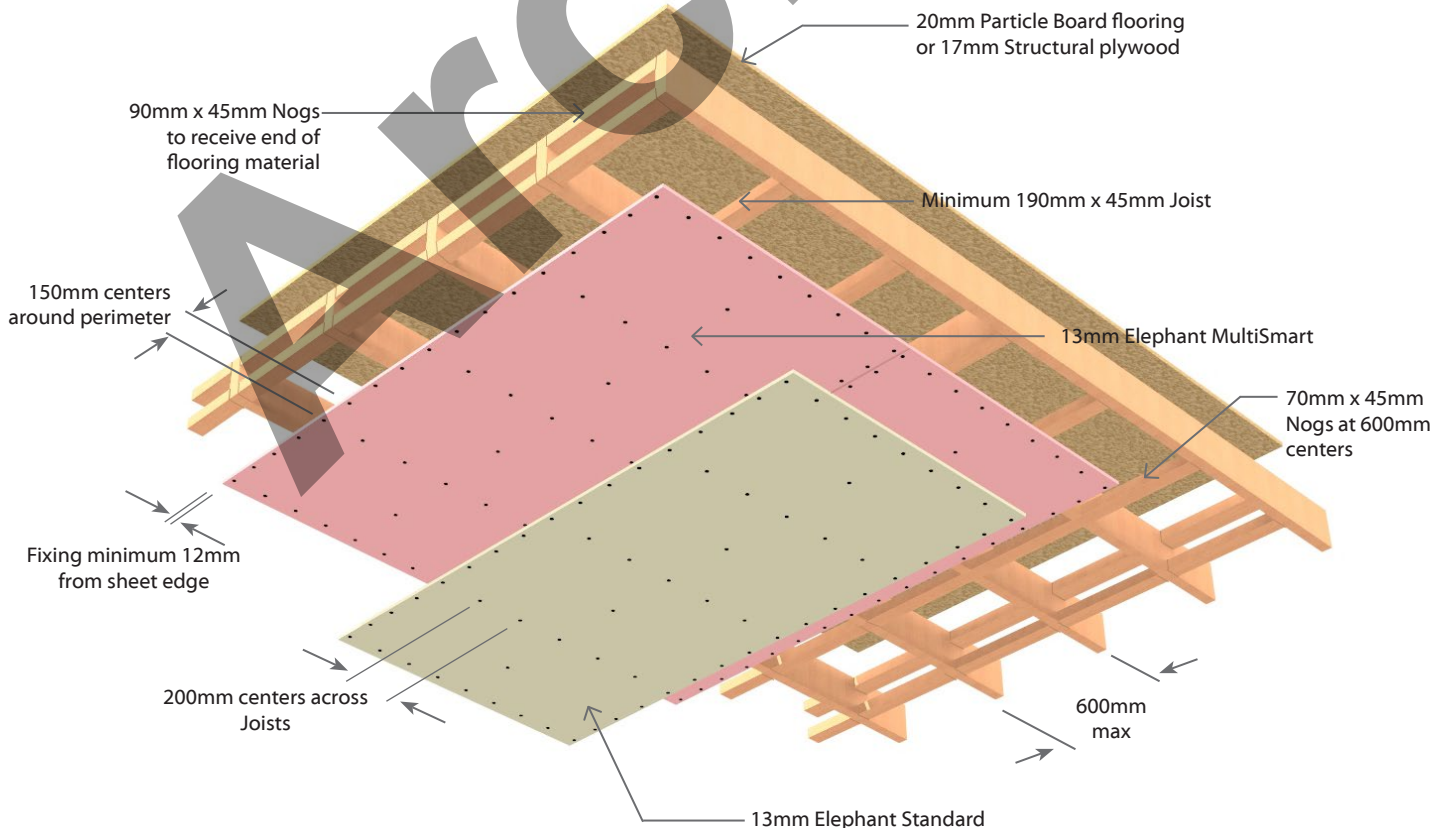 20mm Particle Board flooring
or 17mm Structural plywood
90mm x 45mm Nogs
to receive end of
flooring material
Minimum 190mm x 45mm Joist
150mm centers
around perimeter
13mm Elephant MultiSmart
70mm x 45mm
Nogs at 600mm
centers
Fixing minimum 12mm
from sheet edge
200mm centers across
Joists
600mm
max
13mm Elephant Standard